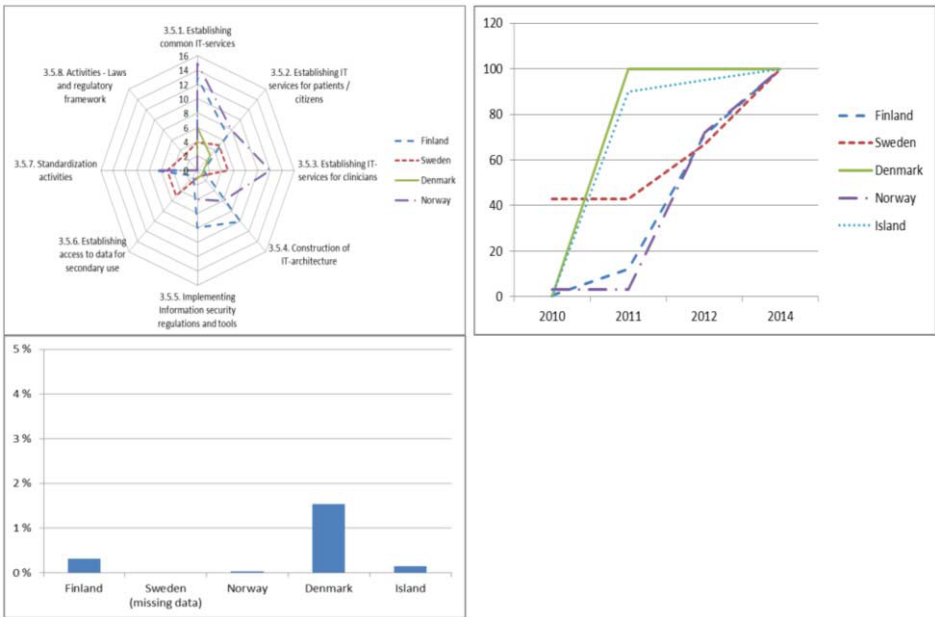 3.5.1. Establishing
common IT-services
3.5.8. Activities - Laws
and regulatory
framework
3.5.2. Establishing IT
services for patients /
citizens
3.5.7. Standardization
activities
3.5.3. Establishing IT-
services for clinicians
3.5.6. Establishing
access to data for
secondary use
3.5.4. Construction of
IT-architecture
3.5.5. Implementing
Information security
regulations and tools
16
14
12
10
8
6
4
2
0
Finland
Sweden
Denmark
Norway
120
100
80
60
40
20
0
2010 2011 2012 2014
Finland
Sweden
Denmark
Norway
Island
5 %
4 %
3 %
2 %
1 %
0 %
Finland Sweden Norway Denmark Island
(missing data)